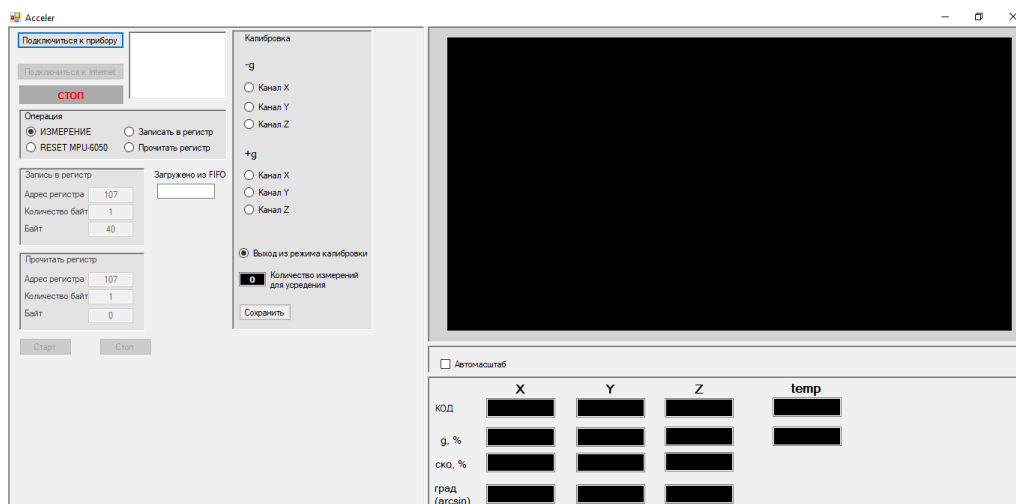 Acceler
Подключиться к прибору
Подключиться к Internet
СТОП
Операция
ИЗМЕРЕНИЕ
Записать в регистр
RESET MPU-6050
Прочитать регистр
Запись в регистр
Адрес регистра 107
Количество байт 1
Байт 40
Загружено из FIFO
Прочитать регистр
Адрес регистра 107
Количество байт 1
Байт 0
Старт
Стоп
Калибровка
-g
Канал X
Канал Y
Канал Z
+g
Канал X
Канал Y
Канал Z
Выход из режима калибровки
0
Количество измерений
для усредения
Сохранить
Автомасштаб
X Y Z temp
КОД
g, %
ско, %
град
(arcsin)